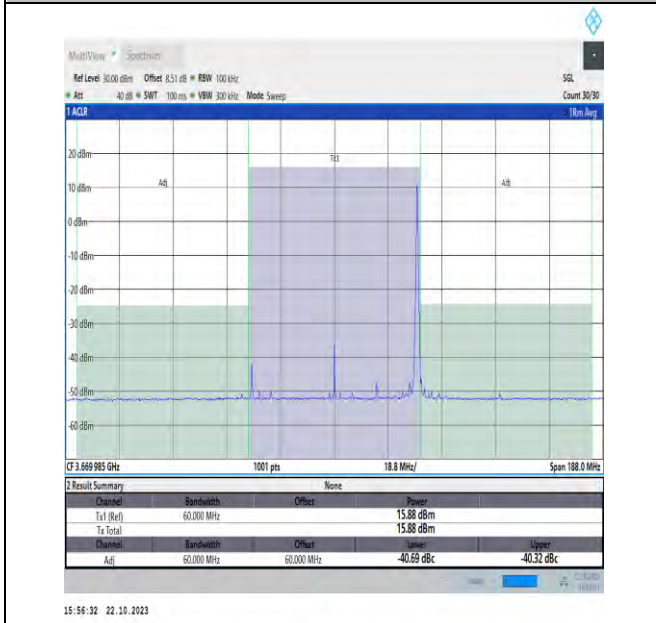 MultiView Spectrum
Ref Level 30.00 dBm Offset 8.51 dB RBW 100 kHz SGL
Att 40 dB SWT 100 ms VBW 300 kHz Mode Sweep Count 30/30
1 ACLR 1Rm Avg
20 dBm
Tx1
10 dBm Adj Adj
0 dBm
-10 dBm
-20 dBm
-30 dBm
-40 dBm
-50 dBm
-60 dBm
CF 3.669 985 GHz 1001 pts 18.8 MHz/ Span 188.0 MHz
2 Result Summary None
Channel Bandwidth Offset Power
Tx1 (Ref) 60.000 MHz 15.88 dBm
Tx Total 15.88 dBm
Channel Bandwidth Offset Lower Upper
Adj 60.000 MHz 60.000 MHz -40.69 dBc -40.32 dBc
15:56:32 22.10.2023